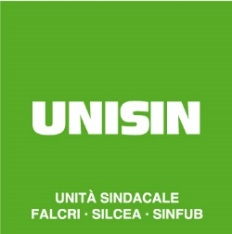 UNISIN
UNITÀ SINDACALE
FALCRI · SILCEA · SINFUB